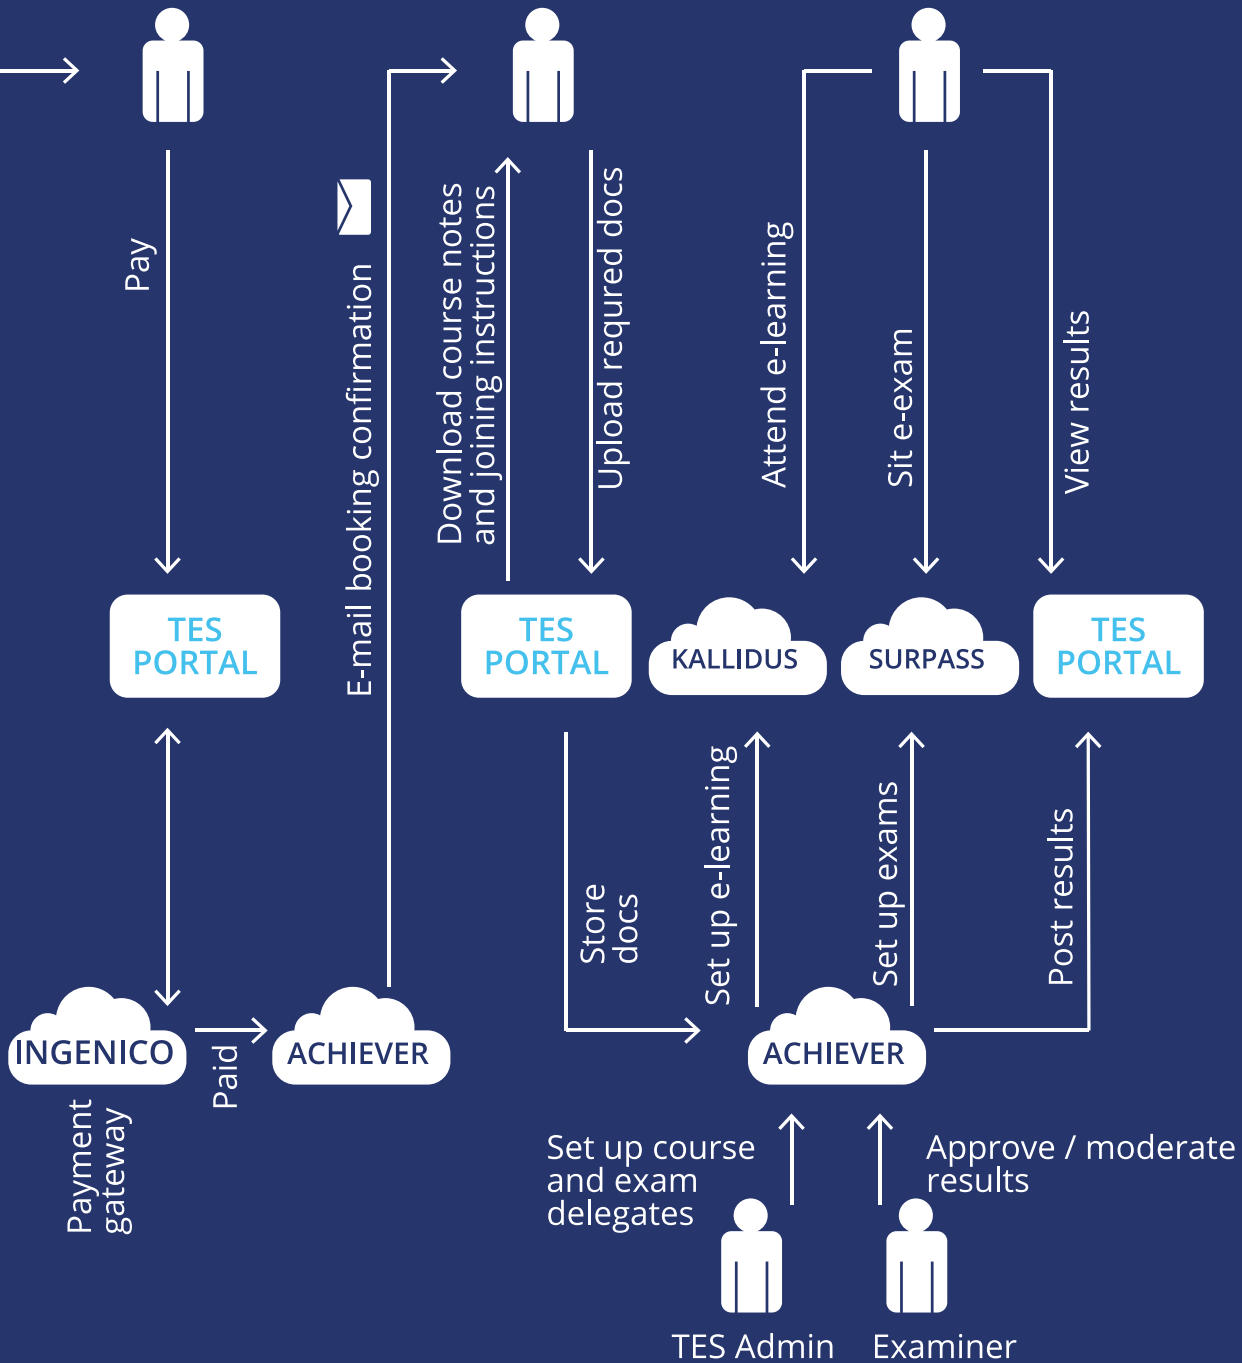 Pay
E-mail booking confirmation
Download course notes
and joining instructions
Upload requred docs
Attend e-learning
Sit e-exam
View results
TES
PORTAL
TES
PORTAL
KALLIDUS
SURPASS
TES
PORTAL
Store
docs
Set up e-learning
Set up exams
Post results
INGENICO
Paid
ACHIEVER
ACHIEVER
Payment
gateway
Set up course
and exam
delegates
Approve / moderate
results
TES Admin
Examiner